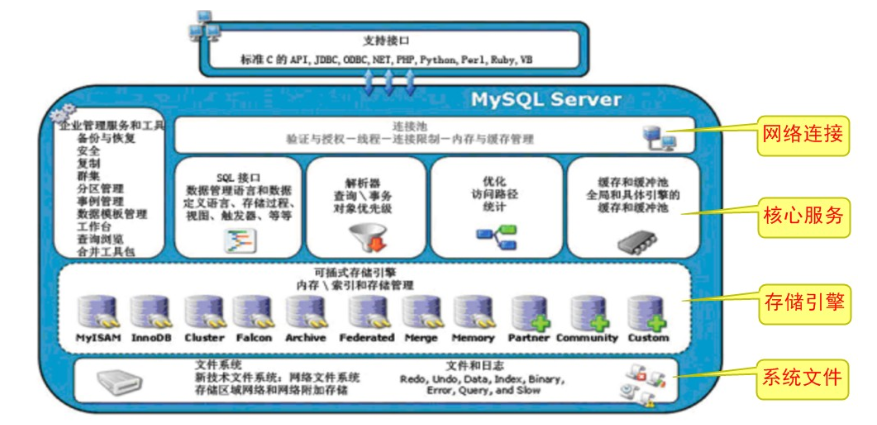 支持接口
标准 C 的 API, JDBC, ODBC, NET, PHP, Python, Perl, Ruby, VB
MySQL Server
企业管理服务和工具
备份与恢复
安全
复制
群集
分区管理
事例管理
数据模板管理
工作台
查询浏览
合并工具包
连接池
验证与授权—线程—连接限制—内存与缓存管理
网络连接
SQL 接口
数据管理语言和数据
定义语言、存储过程、
视图、触发器、等等
解析器
查询\事务
对象优先级
优化
访问路径
统计
缓存和缓冲池
全局和具体引擎的
缓存和缓冲池
核心服务
可插式存储引擎
内存 \ 索引和存储管理
MyISAM InnoDB Cluster Falcon Archive Federated Merge Memory Partner Community Custom
存储引擎
文件系统
新技术文件系统：网络文件系统
存储区域网络和网络附加存储
文件和日志
Redo, Undo, Data, Index, Binary,
Error, Query, and Slow
系统文件